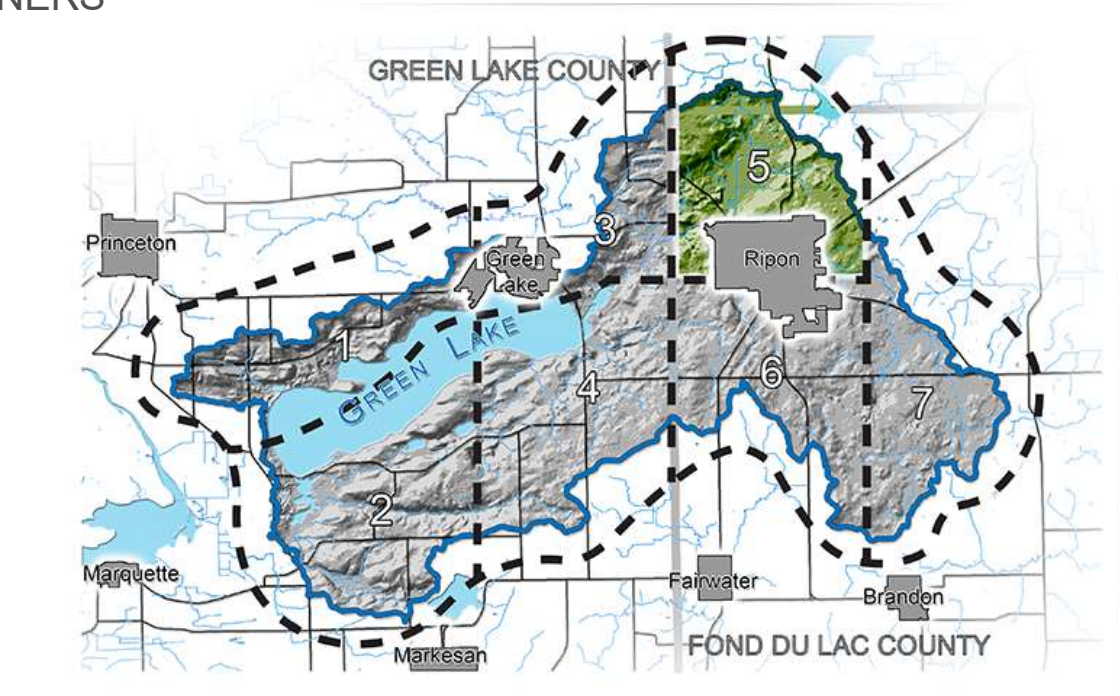 NERS
GREEN LAKE COUNTY
5
3
Princeton
Green
Lake
Ripon
1
GREEN LAKE
4
6
7
2
Marquette
Fairwater
Brandon
FOND DU LAC COUNTY
Markesan